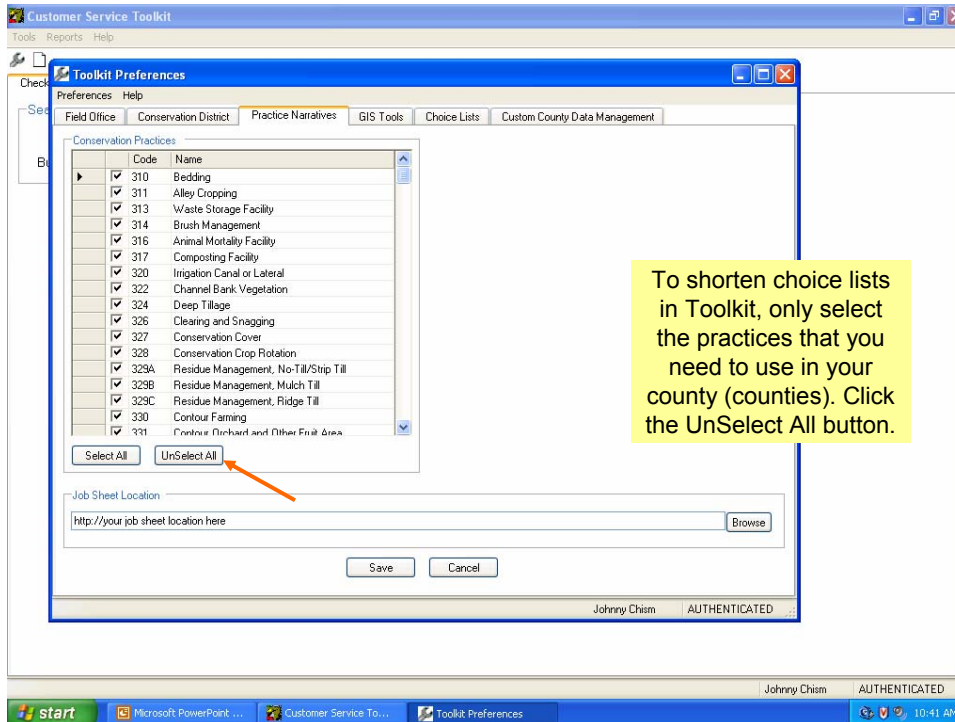 Customer Service Toolkit
Tools Reports Help
Toolkit Preferences
Check
Preferences Help
Field Office Conservation District Practice Narratives GIS Tools Choice Lists Custom County Data Management
Conservation Practices
Code Name
310 Bedding
311 Alley Cropping
313 Waste Storage Facility
314 Brush Management
316 Animal Mortality Facility
317 Composting Facility
320 Irrigation Canal or Lateral
322 Channel Bank Vegetation
324 Deep Tillage
326 Clearing and Snagging
327 Conservation Cover
328 Conservation Crop Rotation
329A Residue Management, No-Till/Strip Till
329B Residue Management, Mulch Till
329C Residue Management, Ridge Till
330 Contour Farming
331 Contour Orchard and Other Fruit Area
Select All UnSelect All
To shorten choice lists
in Toolkit, only select
the practices that you
need to use in your
county (counties). Click
the UnSelect All button.
Job Sheet Location
http://your job sheet location here Browse
Save Cancel
Johnny Chism AUTHENTICATED
Johnny Chism AUTHENTICATED
start Microsoft PowerPoint ... Customer Service To... Toolkit Preferences 10:41 AM